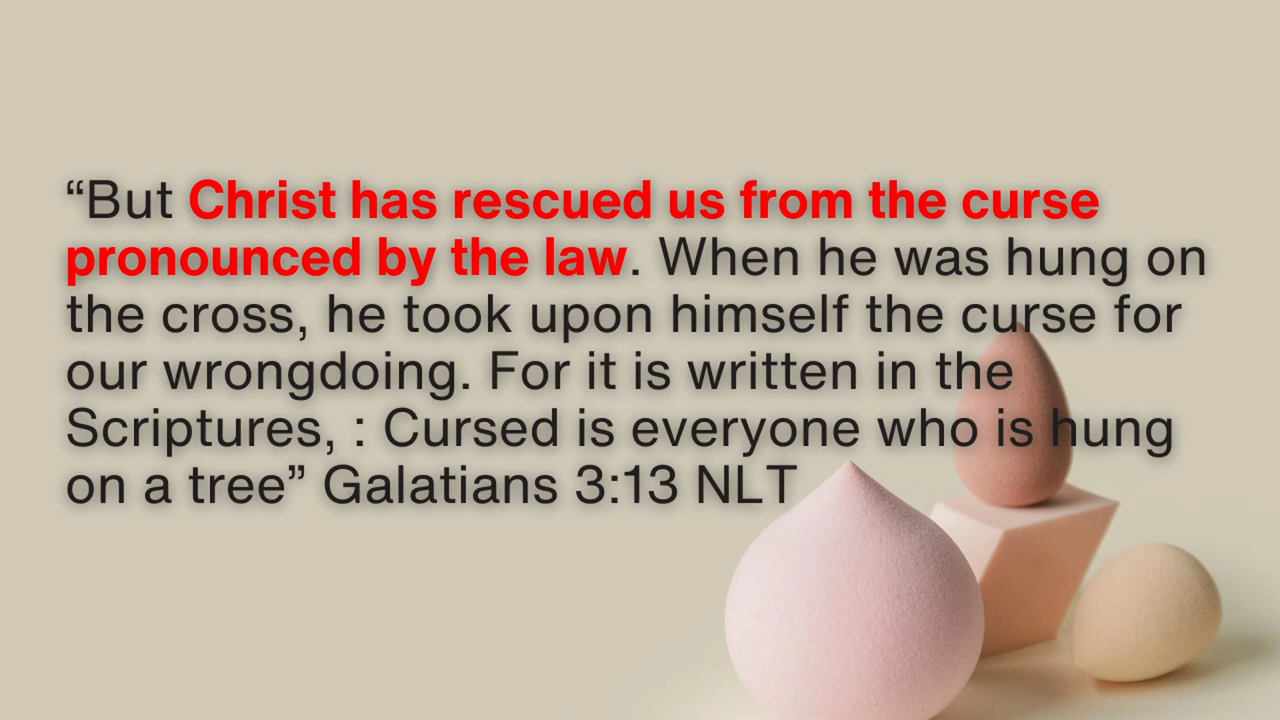 “But Christ has rescued us from the curse
pronounced by the law. When he was hung on
the cross, he took upon himself the curse for
our wrongdoing. For it is written in the
Scriptures, : Cursed is everyone who is hung
on a tree” Galatians 3:13 NLT